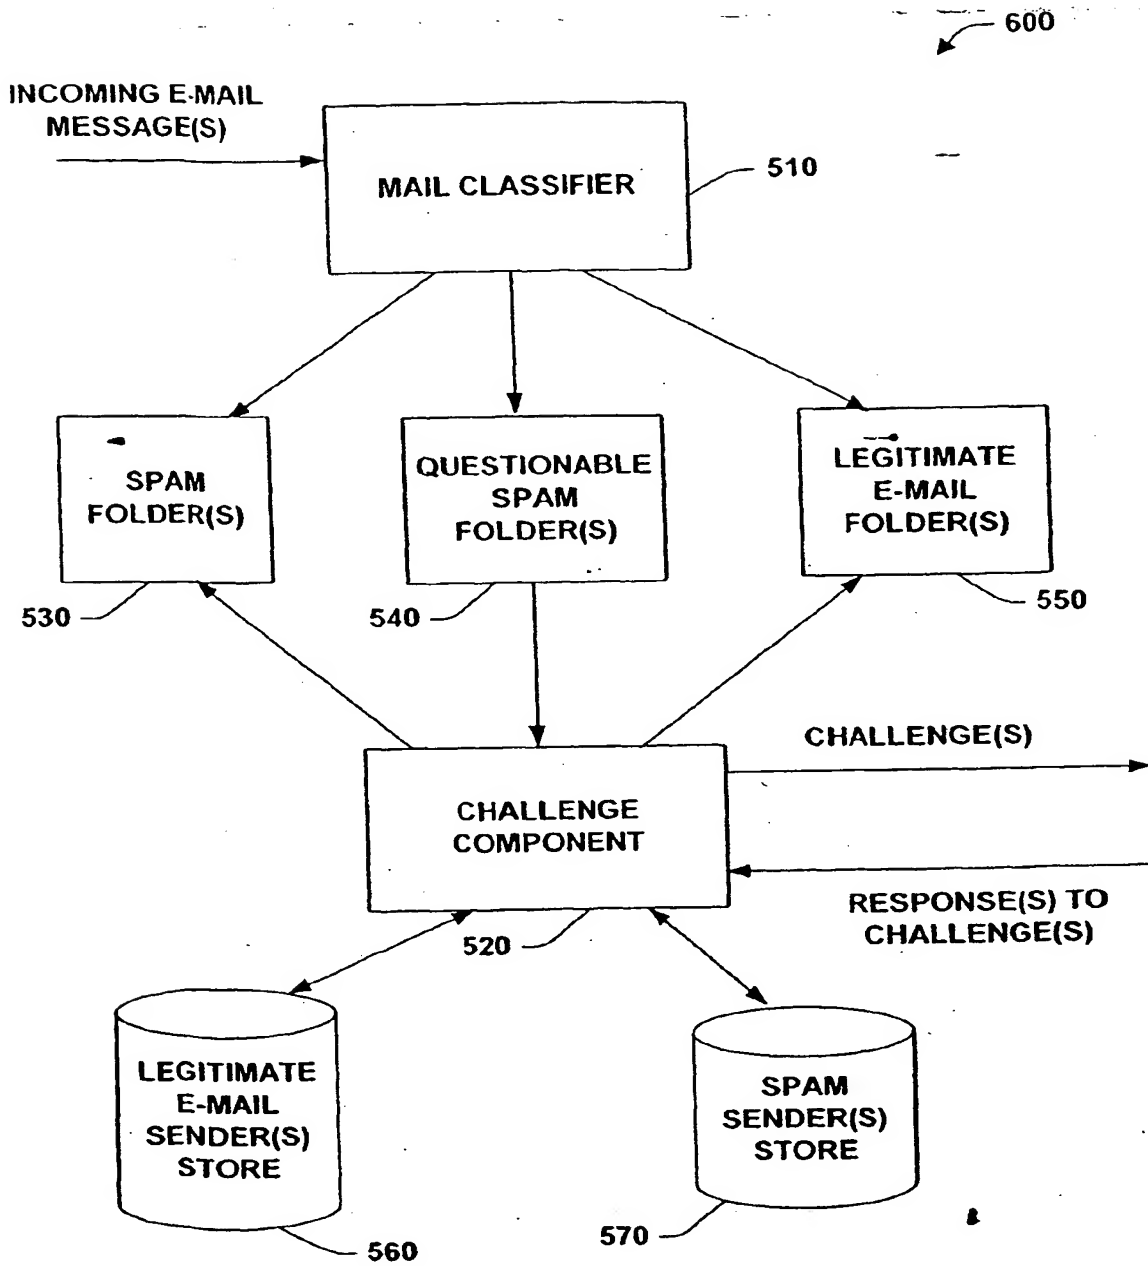 600
INCOMING E-MAIL
MESSAGE(S)
MAIL CLASSIFIER
510
SPAM
FOLDER(S)
530
QUESTIONABLE
SPAM
FOLDER(S)
540
LEGITIMATE
E-MAIL
FOLDER(S)
550
CHALLENGE(S)
CHALLENGE
COMPONENT
520
RESPONSE(S) TO
CHALLENGE(S)
LEGITIMATE
E-MAIL
SENDER(S)
STORE
560
SPAM
SENDER(S)
STORE
570